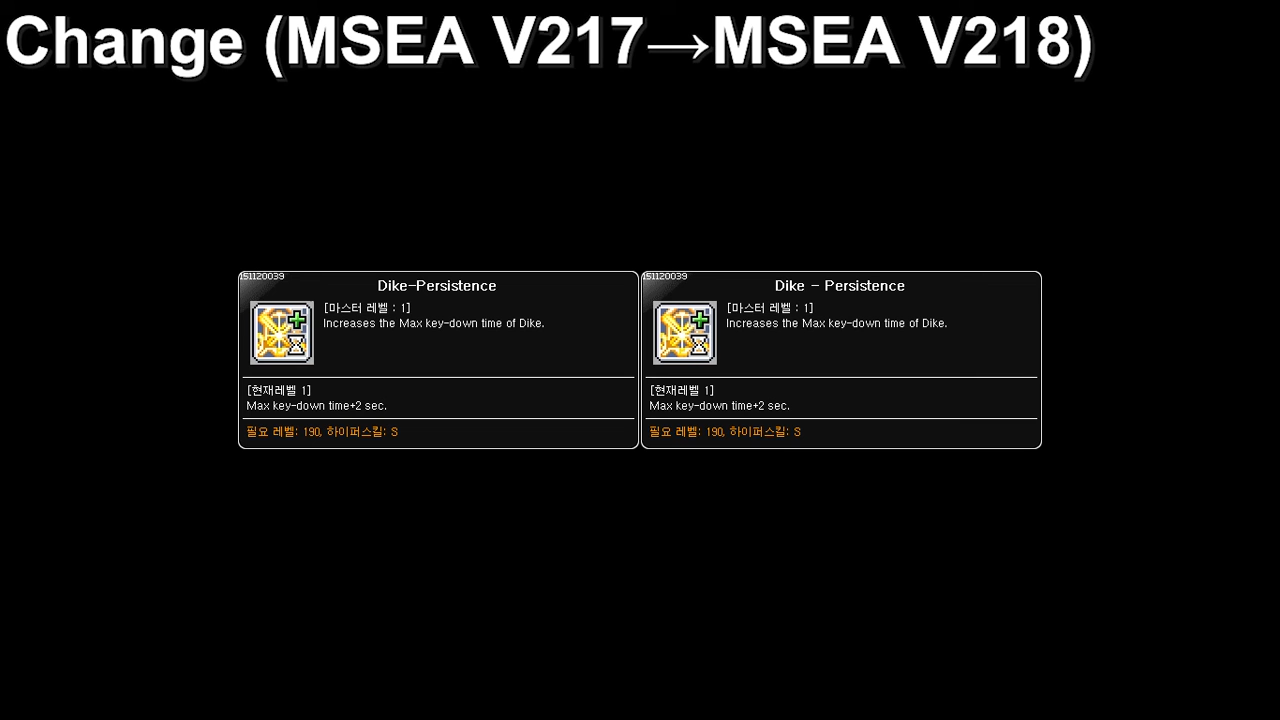 Change (MSEA V217→MSEA V218)
151120039
Dike-Persistence
[마스터 레벨 : 1]
Increases the Max key-down time of Dike.
[현재레벨 1]
Max key-down time+2 sec.
필요 레벨: 190, 하이퍼스킬: S
151120039
Dike - Persistence
[마스터 레벨 : 1]
Increases the Max key-down time of Dike.
[현재레벨 1]
Max key-down time+2 sec.
필요 레벨: 190, 하이퍼스킬: S